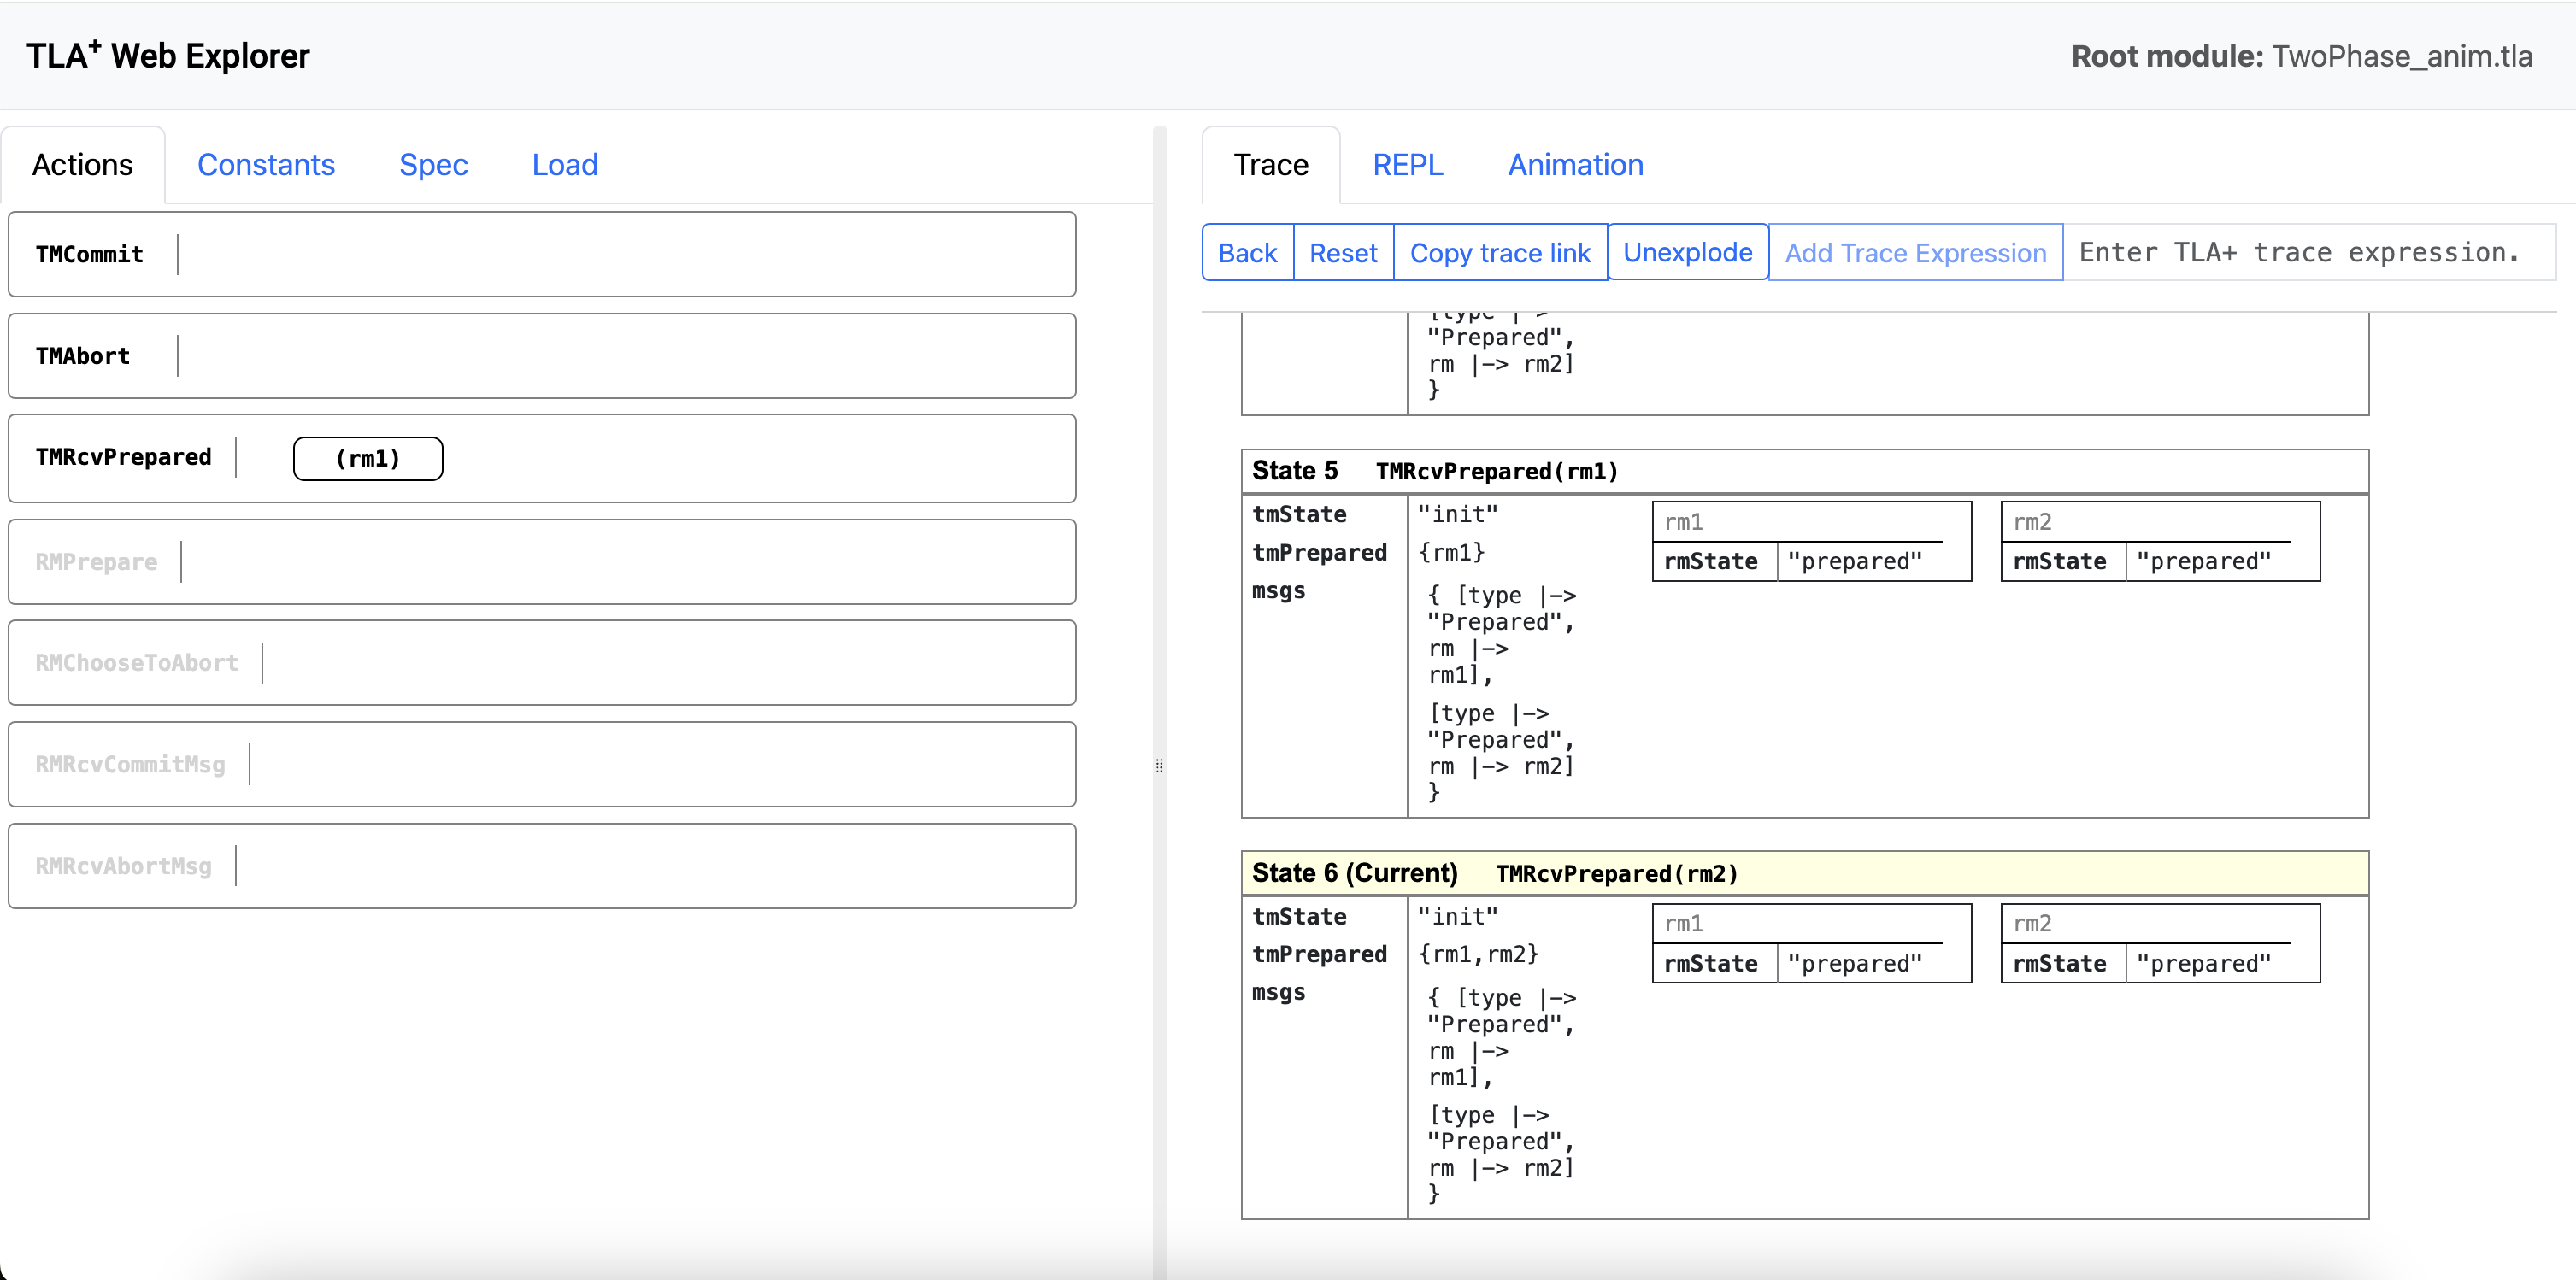 TLA+ Web Explorer
Root module: TwoPhase_anim.tla
Actions Constants Spec Load
TMCommit
TMAbort
TMRcvPrepared (rm1)
RMPrepare
RMChooseToAbort
RMRcvCommitMsg
RMRcvAbortMsg
Trace REPL Animation
Back Reset Copy trace link Unexplode Add Trace Expression Enter TLA+ trace expression.
[type |->
"Prepared",
rm |-> rm2]
}
State 5 TMRcvPrepared(rm1)
tmState "init"
tmPrepared {rm1}
msgs
{ [type |->
"Prepared",
rm |->
rm1],
[type |->
"Prepared",
rm |-> rm2]
}
rm1
rmState "prepared"
rm2
rmState "prepared"
State 6 (Current) TMRcvPrepared(rm2)
tmState "init"
tmPrepared {rm1,rm2}
msgs
{ [type |->
"Prepared",
rm |->
rm1],
[type |->
"Prepared",
rm |-> rm2]
}
rm1
rmState "prepared"
rm2
rmState "prepared"